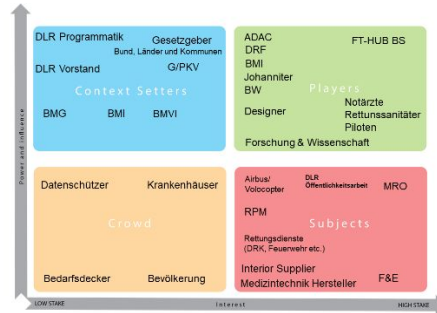 Power and Influence
DLR Programmatik
Gesetzgeber
Bund, Länder und Kommunen
DLR Vorstand
G/PKV
Context Setters
BMG
BMI
BMVI
ADAC
FT-HUB BS
DRF
BMI
Johanniter
Players
BW
Designer
Notärzte
Rettunssanitäter
Piloten
Forschung & Wissenschaft
Datenschützer
Krankenhäuser
Crowd
Bedarfsdecker
Bevölkerung
Airbus/
Volocopter
DLR
Öffentlichkeitsarbeit
MRO
RPM
Subjects
Rettungsdienste
(DRK, Feuerwehr etc.)
Interior Supplier
Medizintechnik Hersteller
F&E
LOW STAKE
Interest
HIGH STAKE